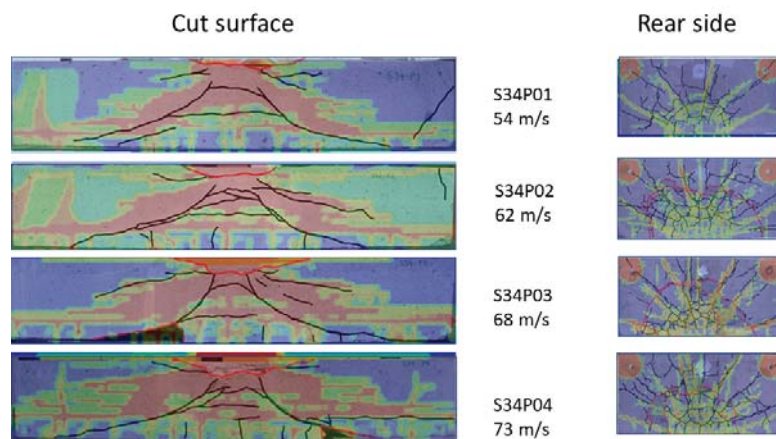 Cut surface
Rear side
S34P01
54 m/s
S34P02
62 m/s
S34P03
68 m/s
S34P04
73 m/s